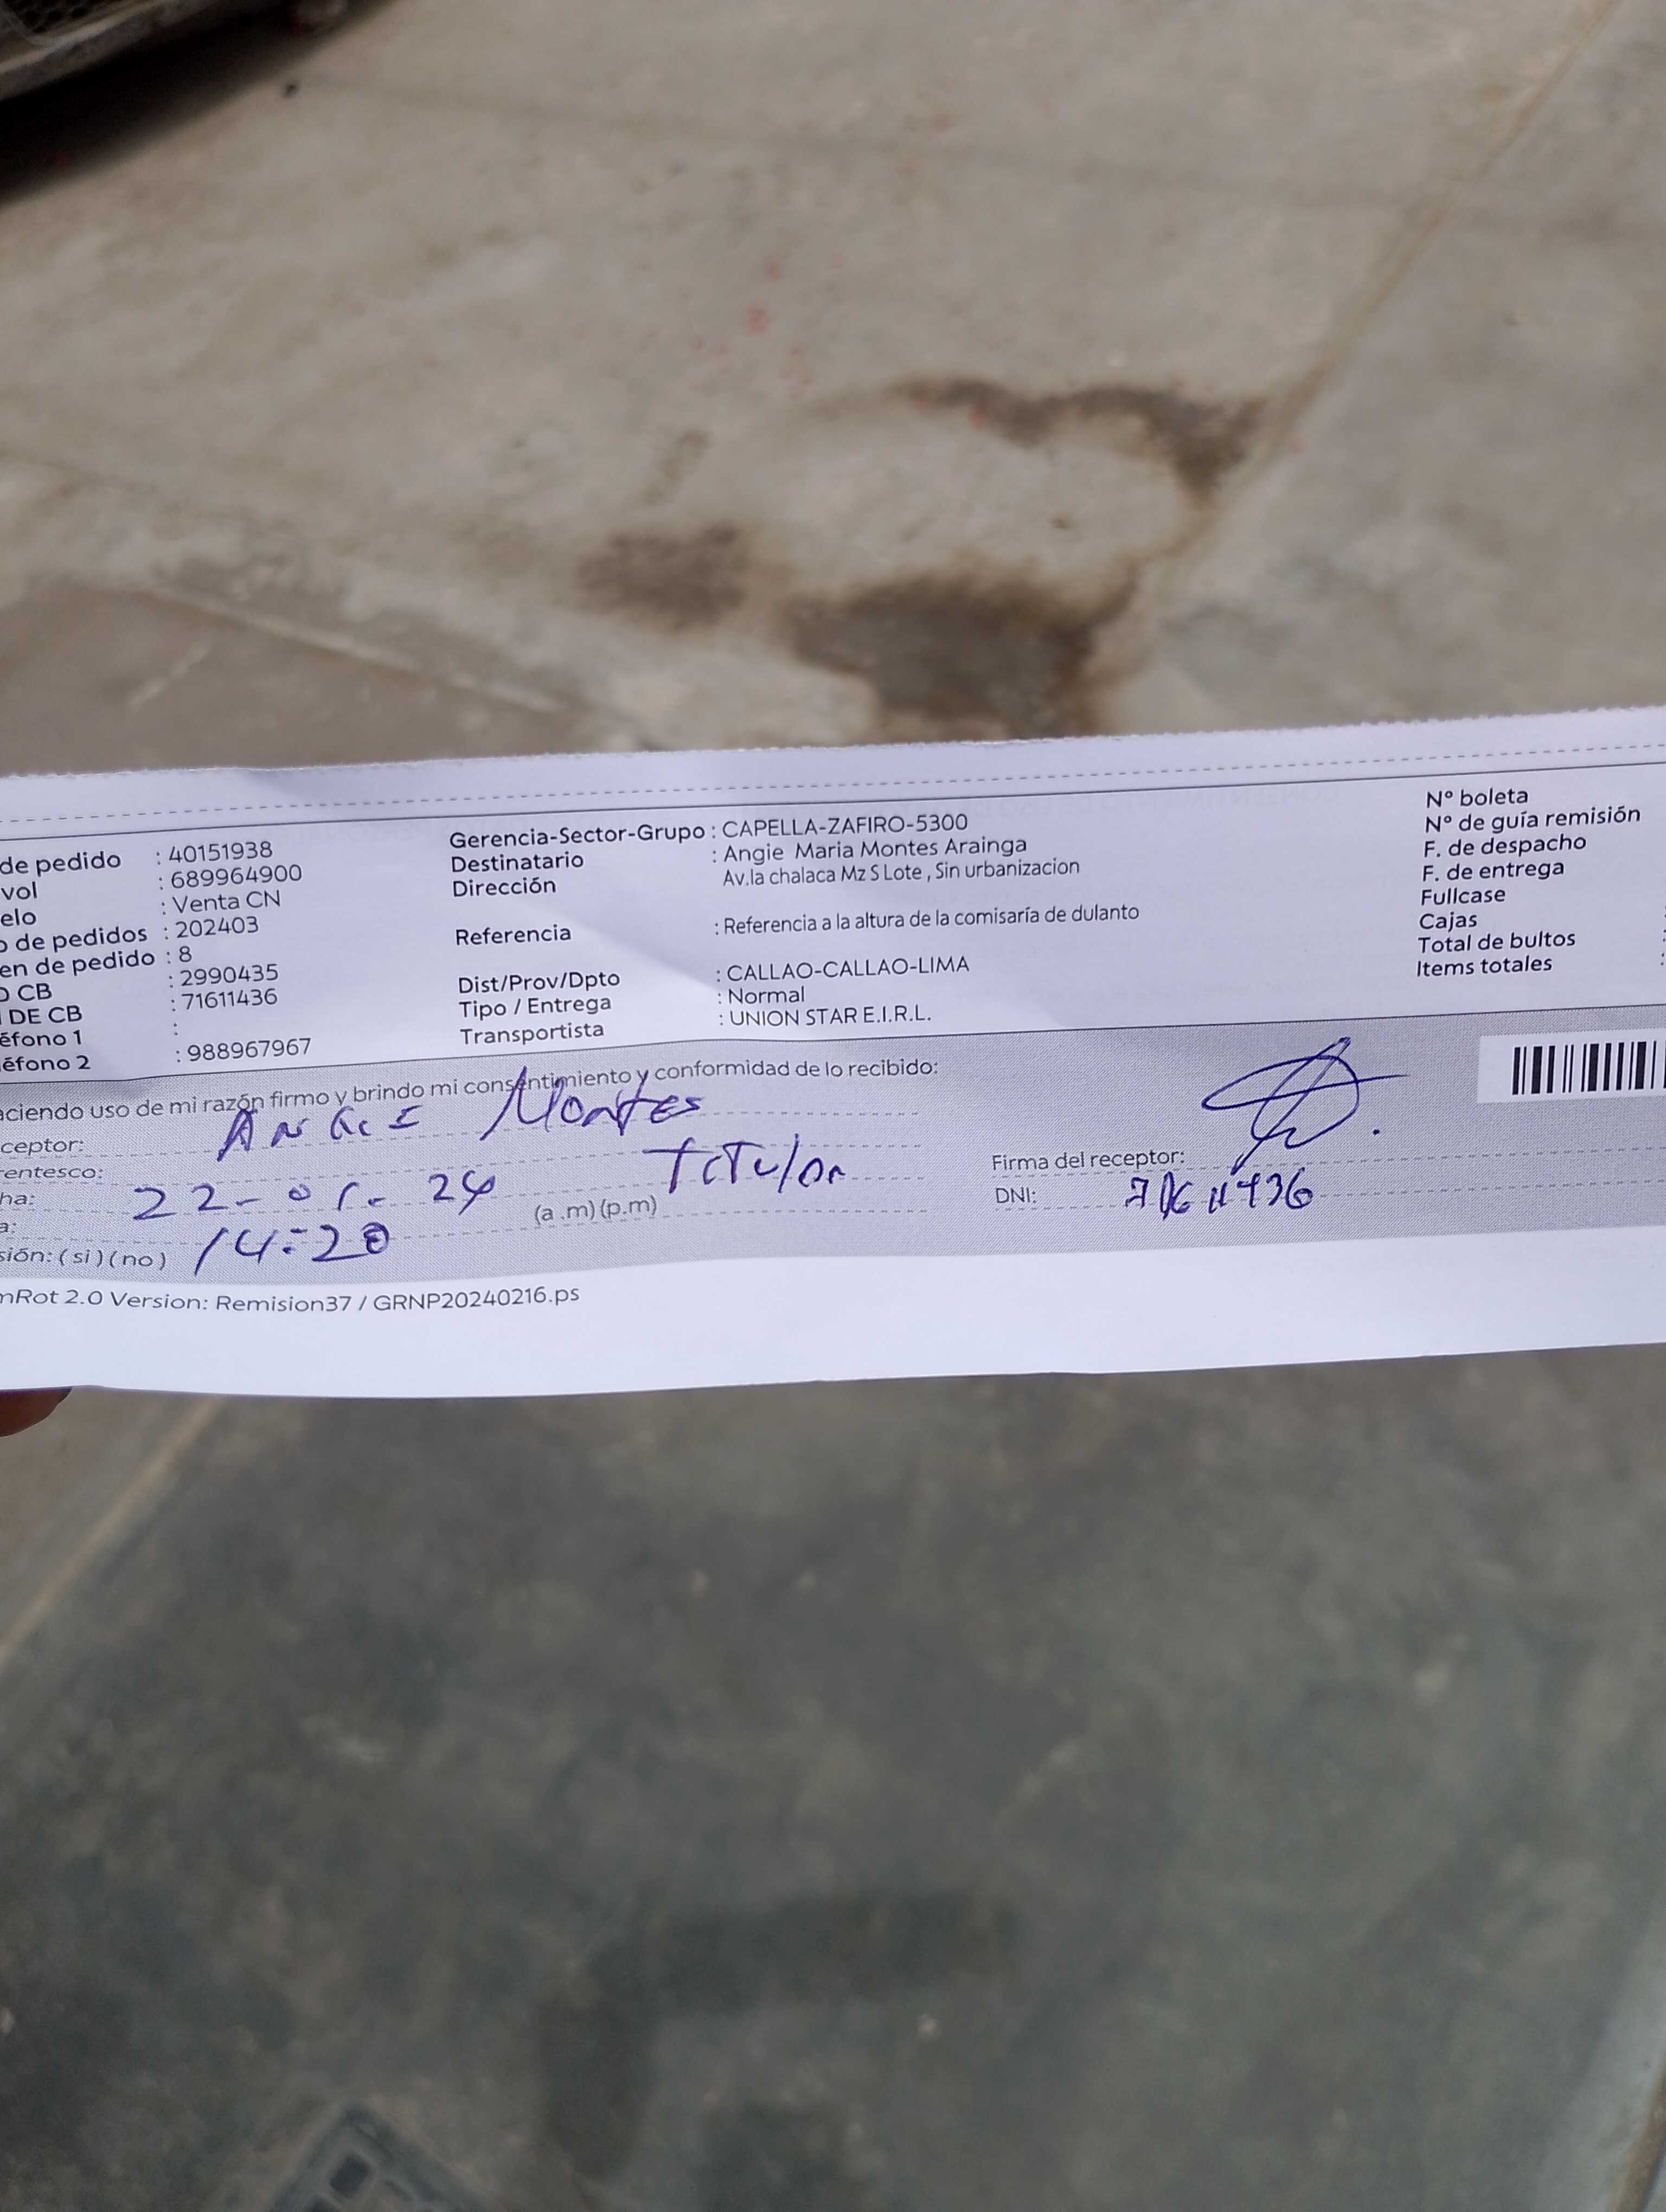 de pedido : 40151938
vol : 689964900
elo : Venta CN
o de pedidos : 202403
en de pedido : 8
O CB : 2990435
DE CB : 71611436
éfono 1 :
éfono 2 : 988967967
Gerencia-Sector-Grupo : CAPELLA-ZAFIRO-5300
Destinatario : Angie Maria Montes Arainga
Dirección Av.la chalaca Mz S Lote , Sin urbanizacion
Referencia : Referencia a la altura de la comisaría de dulanto
Dist/Prov/Dpto : CALLAO-CALLAO-LIMA
Tipo / Entrega : Normal
Transportista : UNION STAR E.I.R.L.
Nº boleta
Nº de guía remisión
F. de despacho
F. de entrega
Fullcase
Cajas :
Total de bultos :
Items totales :
aciendo uso de mi razón firmo y brindo mi consentimiento y conformidad de lo recibido:
ceptor: Angie Montes
rentesco: Titular
ha: 22-01-24
a: 14:20 (a .m) (p.m)
sión: ( si ) ( no )
Firma del receptor:
DNI:
mRot 2.0 Version: Remision37 / GRNP20240216.ps